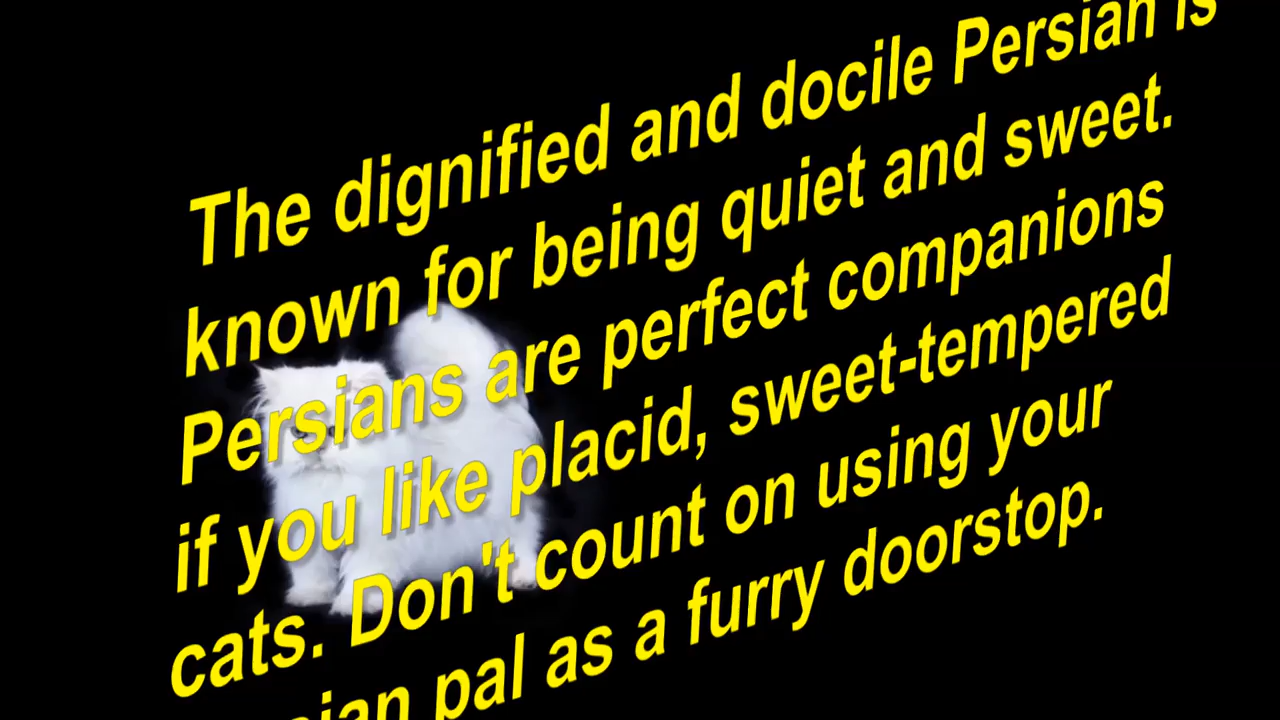 The dignified and docile Persian is
known for being quiet and sweet.
Persians are perfect companions
if you like placid, sweet-tempered
cats. Don't count on using your
pal as a furry doorstop.